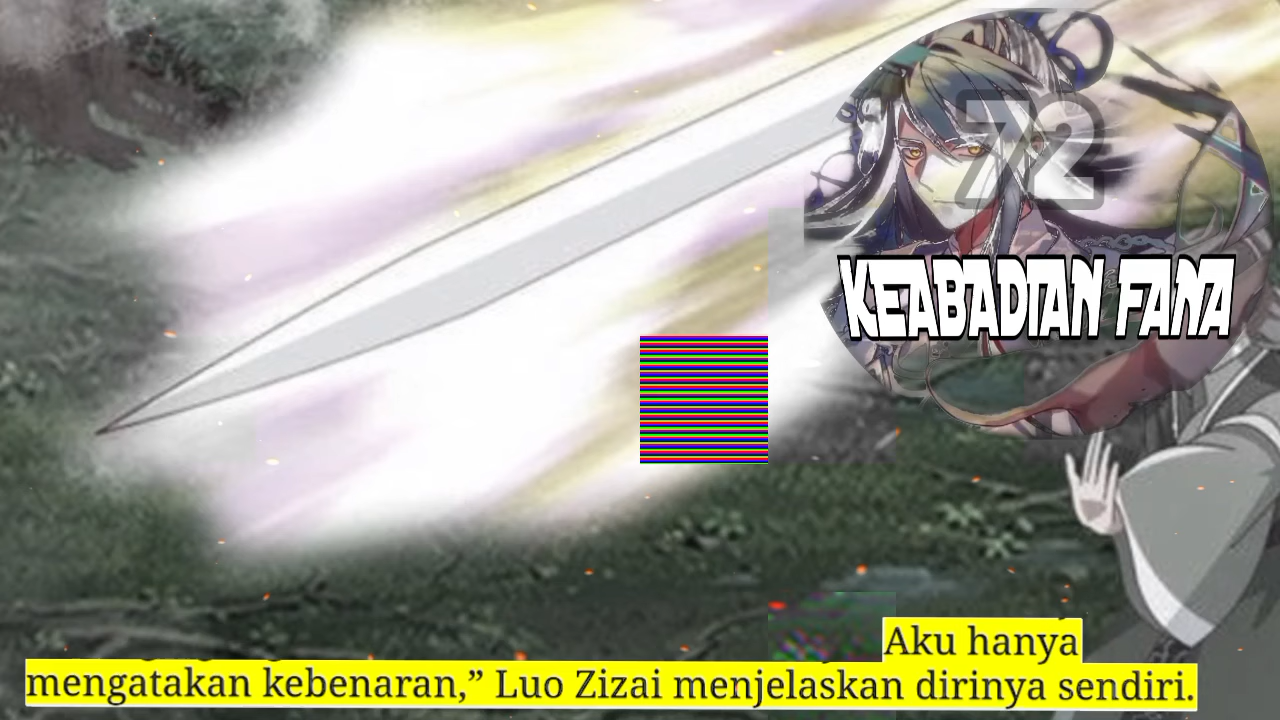 72
KEABADIAN FANA
Aku hanya
mengatakan kebenaran,” Luo Zizai menjelaskan dirinya sendiri.